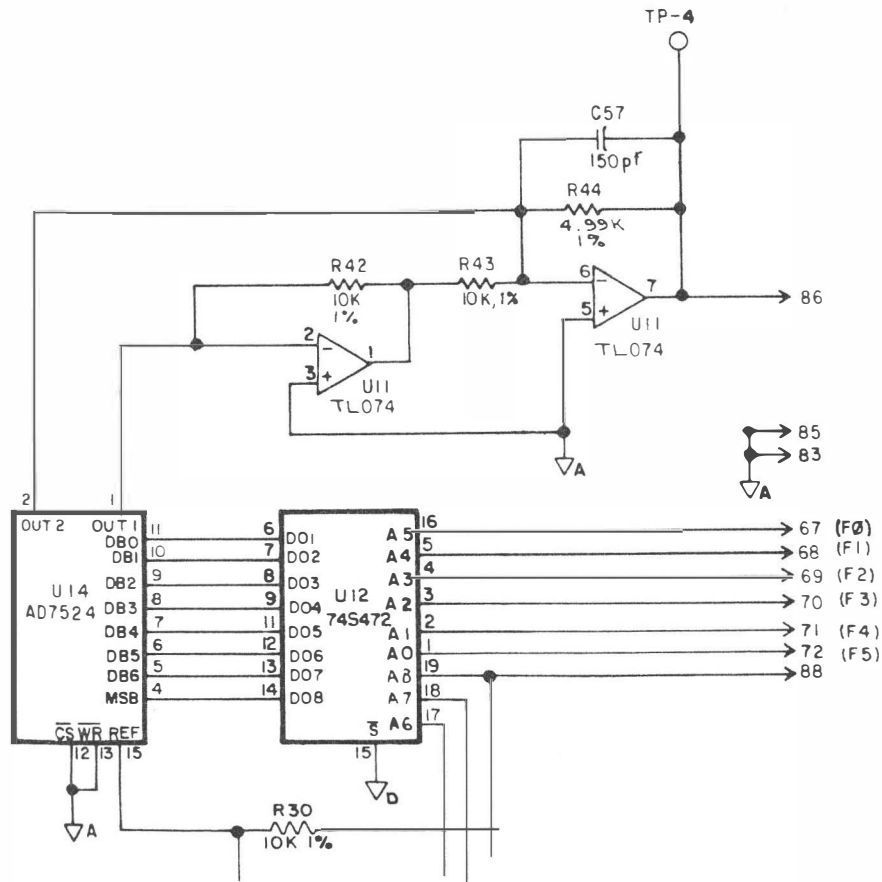 TP-4
C57
150pf
R44
4.99K
1%
R42
10K
1%
R43
10K, 1%
6
-
5
+
7
U11
TL074
86
2
-
3
+
1
U11
TL074
A
85
83
A
2
1
OUT 2
OUT 1
U14
AD7524
DB0
DB1
DB2
DB3
DB4
DB5
DB6
MSB
11
10
9
8
7
6
5
4
CS WR REF
12
13
15
A
6
7
8
9
11
12
13
14
DO1
DO2
DO3
DO4
DO5
DO6
DO7
DO8
U12
74S472
S
15
D
A5
A4
A3
A2
A1
A0
A8
A7
A6
16
5
4
3
2
1
19
18
17
67 (FØ)
68 (F1)
69 (F2)
70 (F3)
71 (F4)
72 (F5)
88
R30
10K 1%